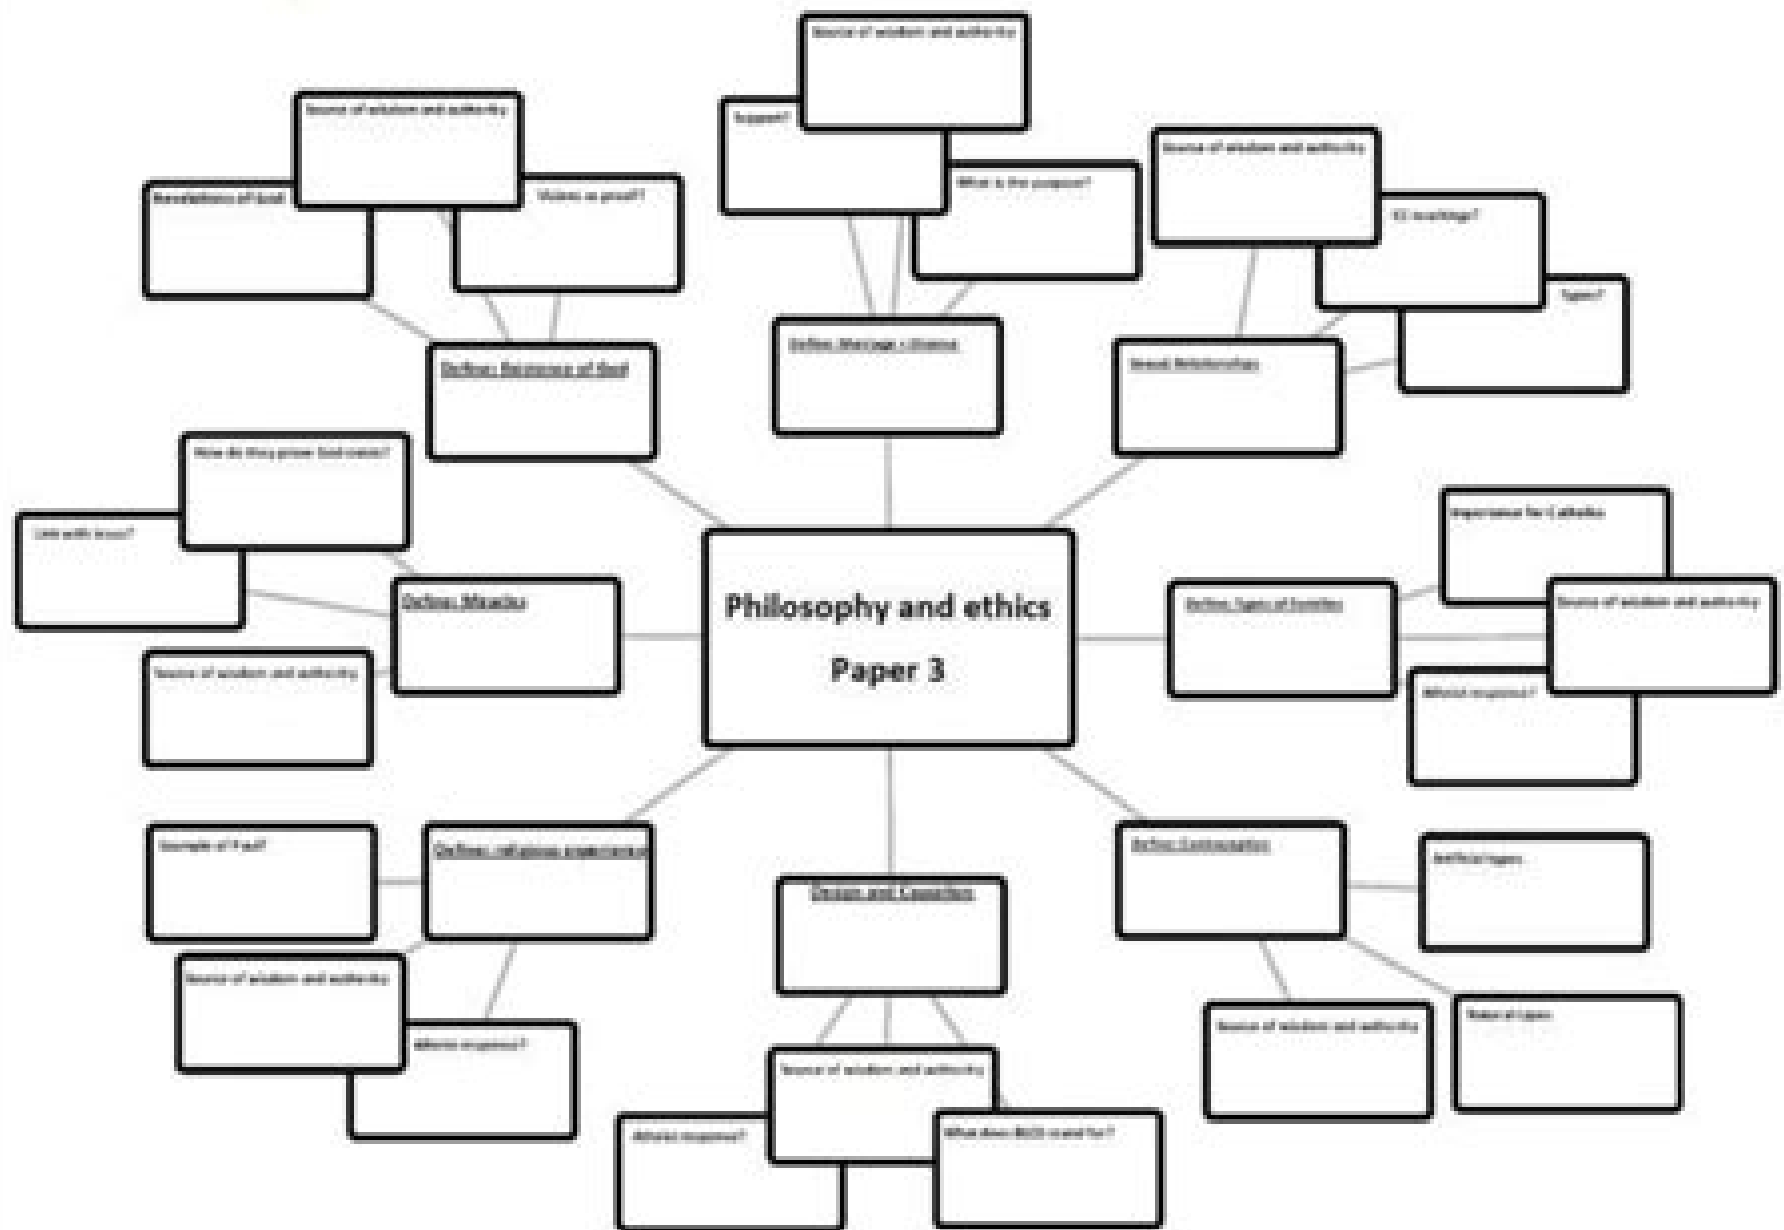 Source of wisdom and authority
Support?
What is the purpose?
Source of wisdom and authority
Revelations of God
Visions as proof?
Source of wisdom and authority
Types?
Define: Existence of God
Define: Marriage + Divorce
Sexual Relationships
How do they prove God exists?
Link with Jesus?
Define: Miracles
Source of wisdom and authority
Philosophy and ethics
Paper 3
Define: Types of families
Importance for Catholics
Source of wisdom and authority
Atheist response?
Example of Paul?
Define: religious experience
Source of wisdom and authority
Atheist response?
Design and Causation
Source of wisdom and authority
Atheist response?
What does stand for?
Define: Contraception
Artificial types
Source of wisdom and authority
Natural types